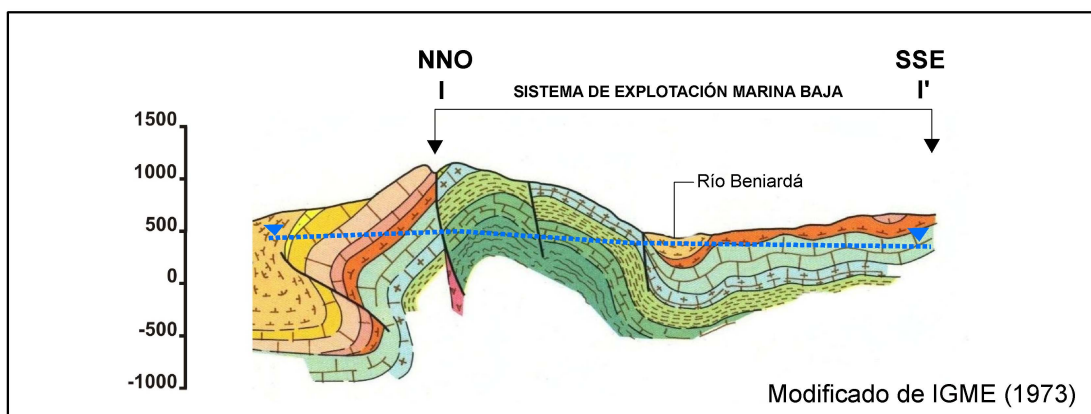 NNO
I
SSE
I'
SISTEMA DE EXPLOTACIÓN MARINA BAJA
1500
1000
500
0
-500
-1000
Río Beniardá
Modificado de IGME (1973)